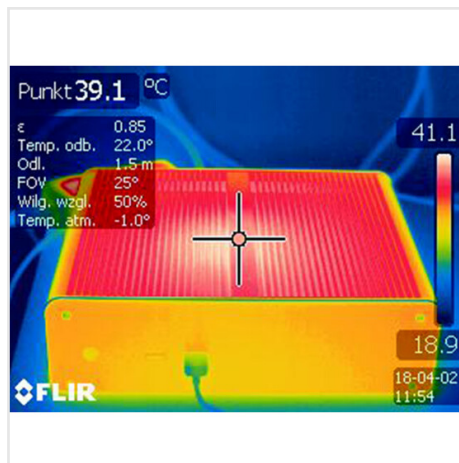 Punkt 39.1 °C
ε 0.85
Temp. odb. 22.0°
Odl. 1.5 m
FOV 25°
Wilg. wzgl. 50%
Temp. atm. -1.0°
41.1
18.9
FLIR
18-04-02
11:54